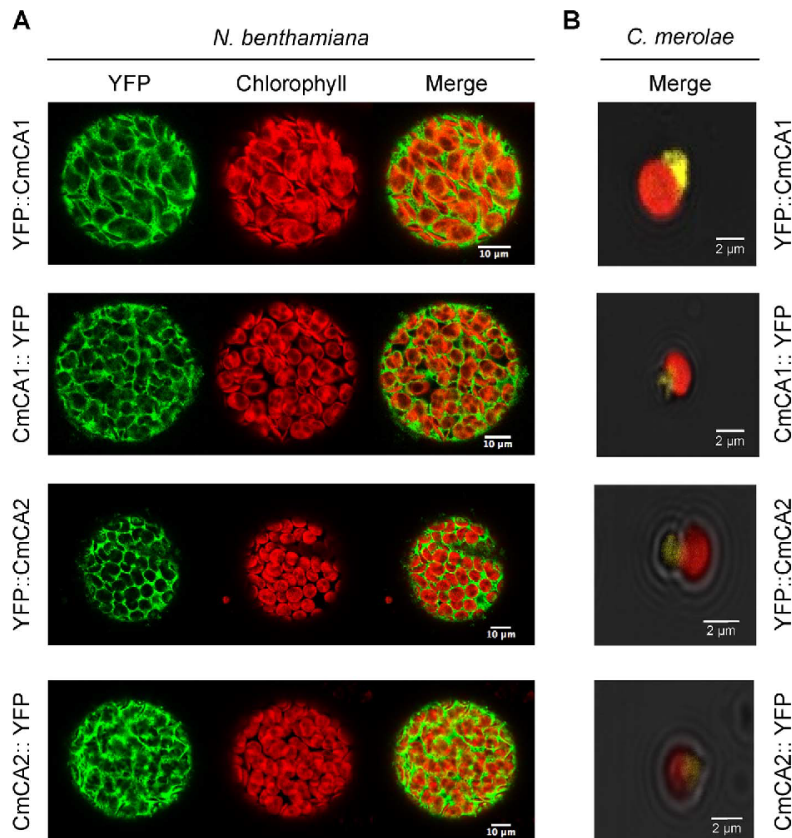 A
B
N. benthamiana
C. merolae
YFP
Chlorophyll
Merge
Merge
YFP::CmCA1
10 µm
2 µm
YFP::CmCA1
CmCA1:: YFP
10 µm
2 µm
CmCA1:: YFP
YFP::CmCA2
10 µm
2 µm
YFP::CmCA2
CmCA2:: YFP
10 µm
2 µm
CmCA2:: YFP